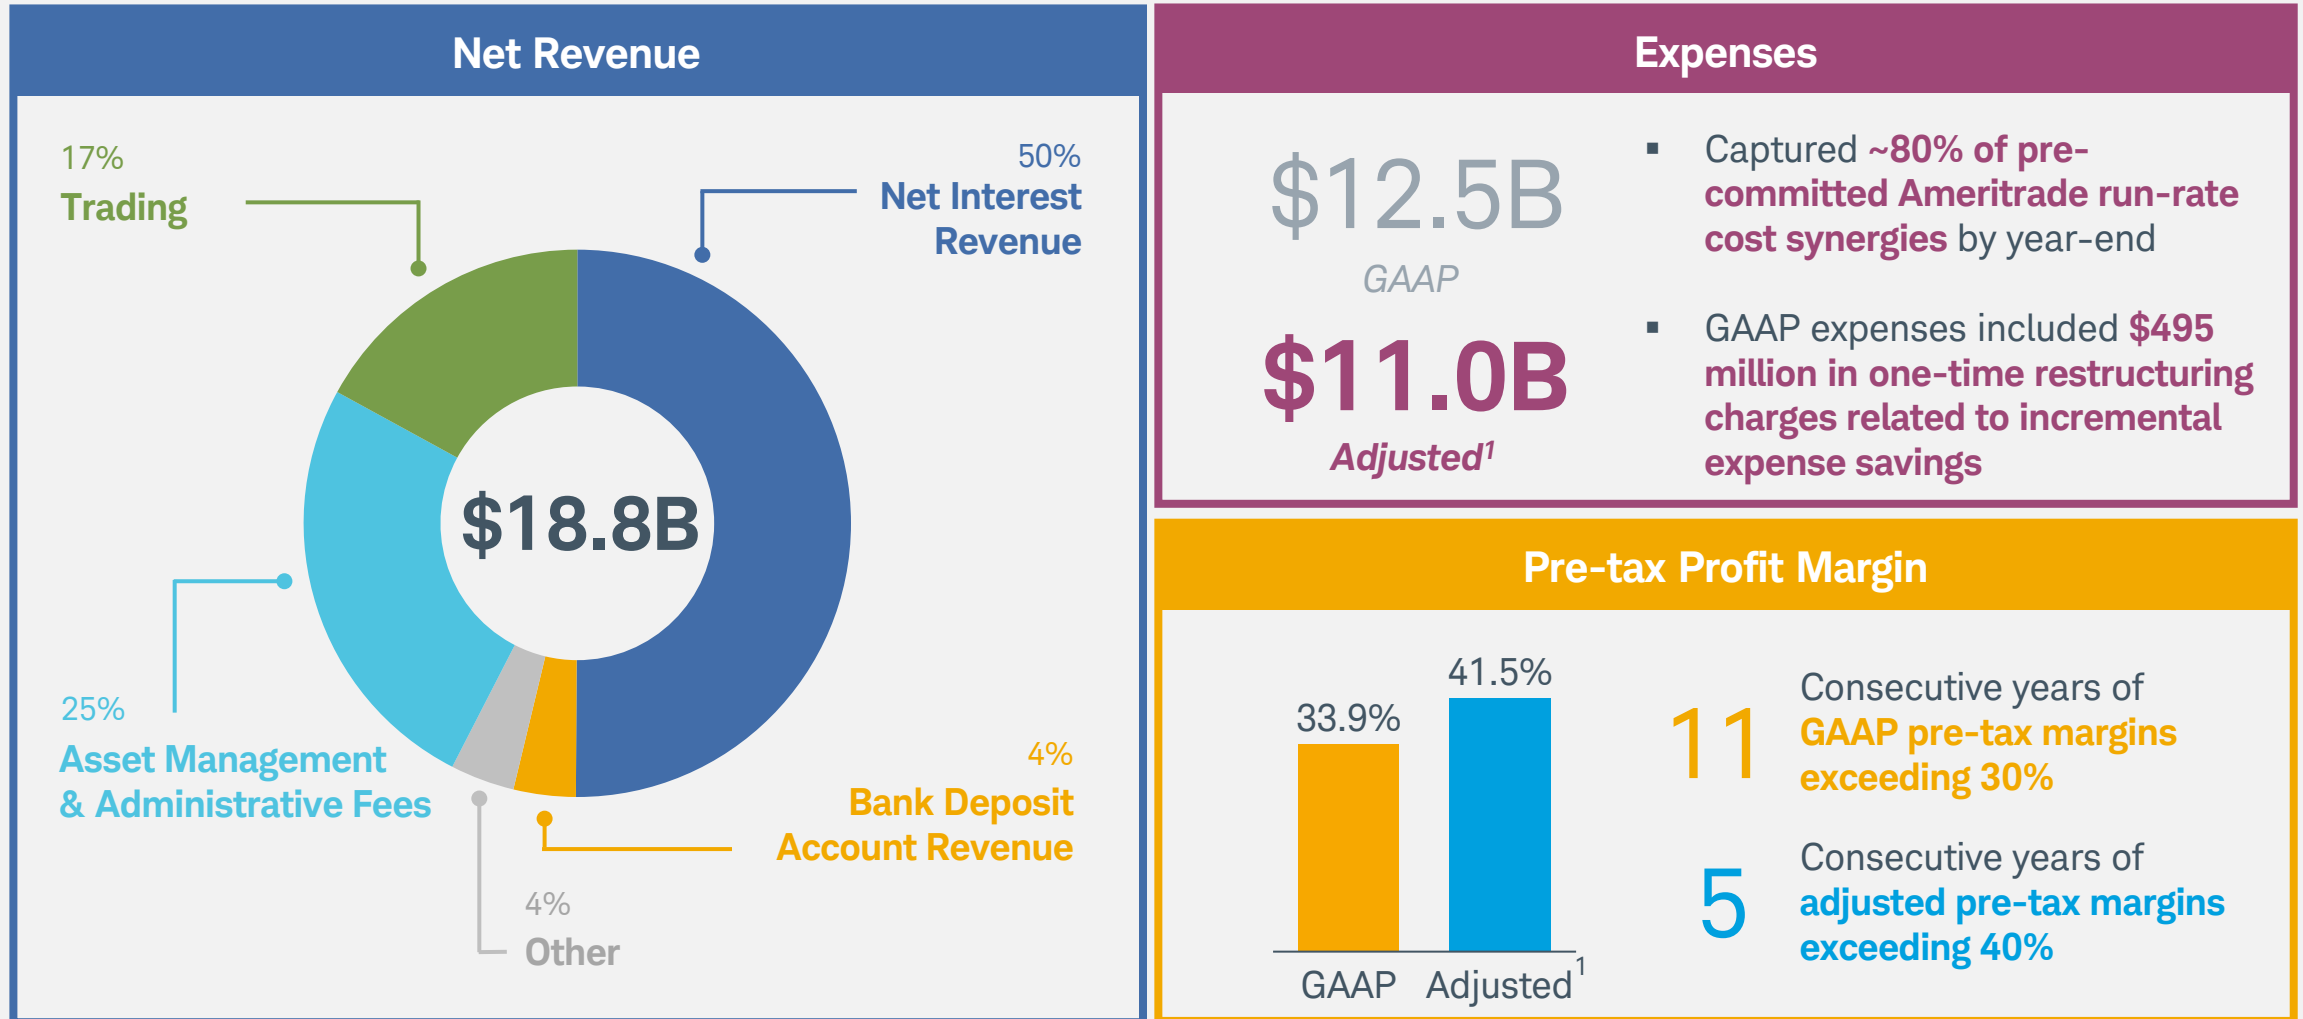 Net Revenue
17%
Trading
50%
Net Interest
Revenue
$18.8B
25%
Asset Management
& Administrative Fees
4%
Bank Deposit
Account Revenue
4%
Other
Expenses
$12.5B
GAAP
$11.0B
Adjusted¹
▪ Captured ~80% of pre-
committed Ameritrade run-rate
cost synergies by year-end
▪ GAAP expenses included $495
million in one-time restructuring
charges related to incremental
expense savings
Pre-tax Profit Margin
33.9%
41.5%
GAAP
Adjusted¹
11
Consecutive years of
GAAP pre-tax margins
exceeding 30%
5
Consecutive years of
adjusted pre-tax margins
exceeding 40%